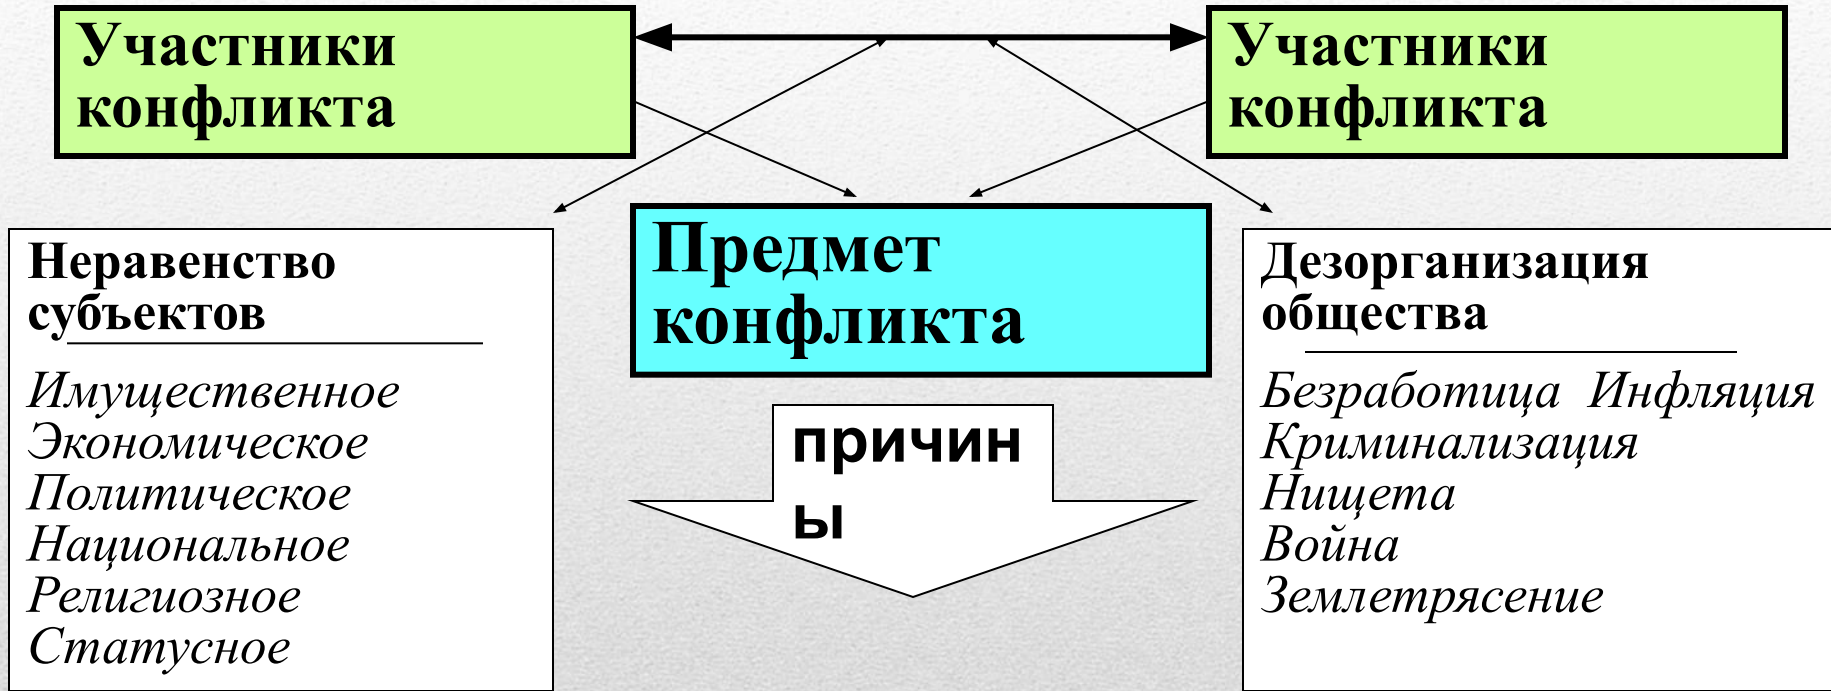 Участники
конфликта
Участники
конфликта
Неравенство
субъектов
Имущественное
Экономическое
Политическое
Национальное
Религиозное
Статусное
Предмет
конфликта
причин
ы
Дезорганизация
общества
Безработица Инфляция
Криминализация
Нищета
Война
Землетрясение